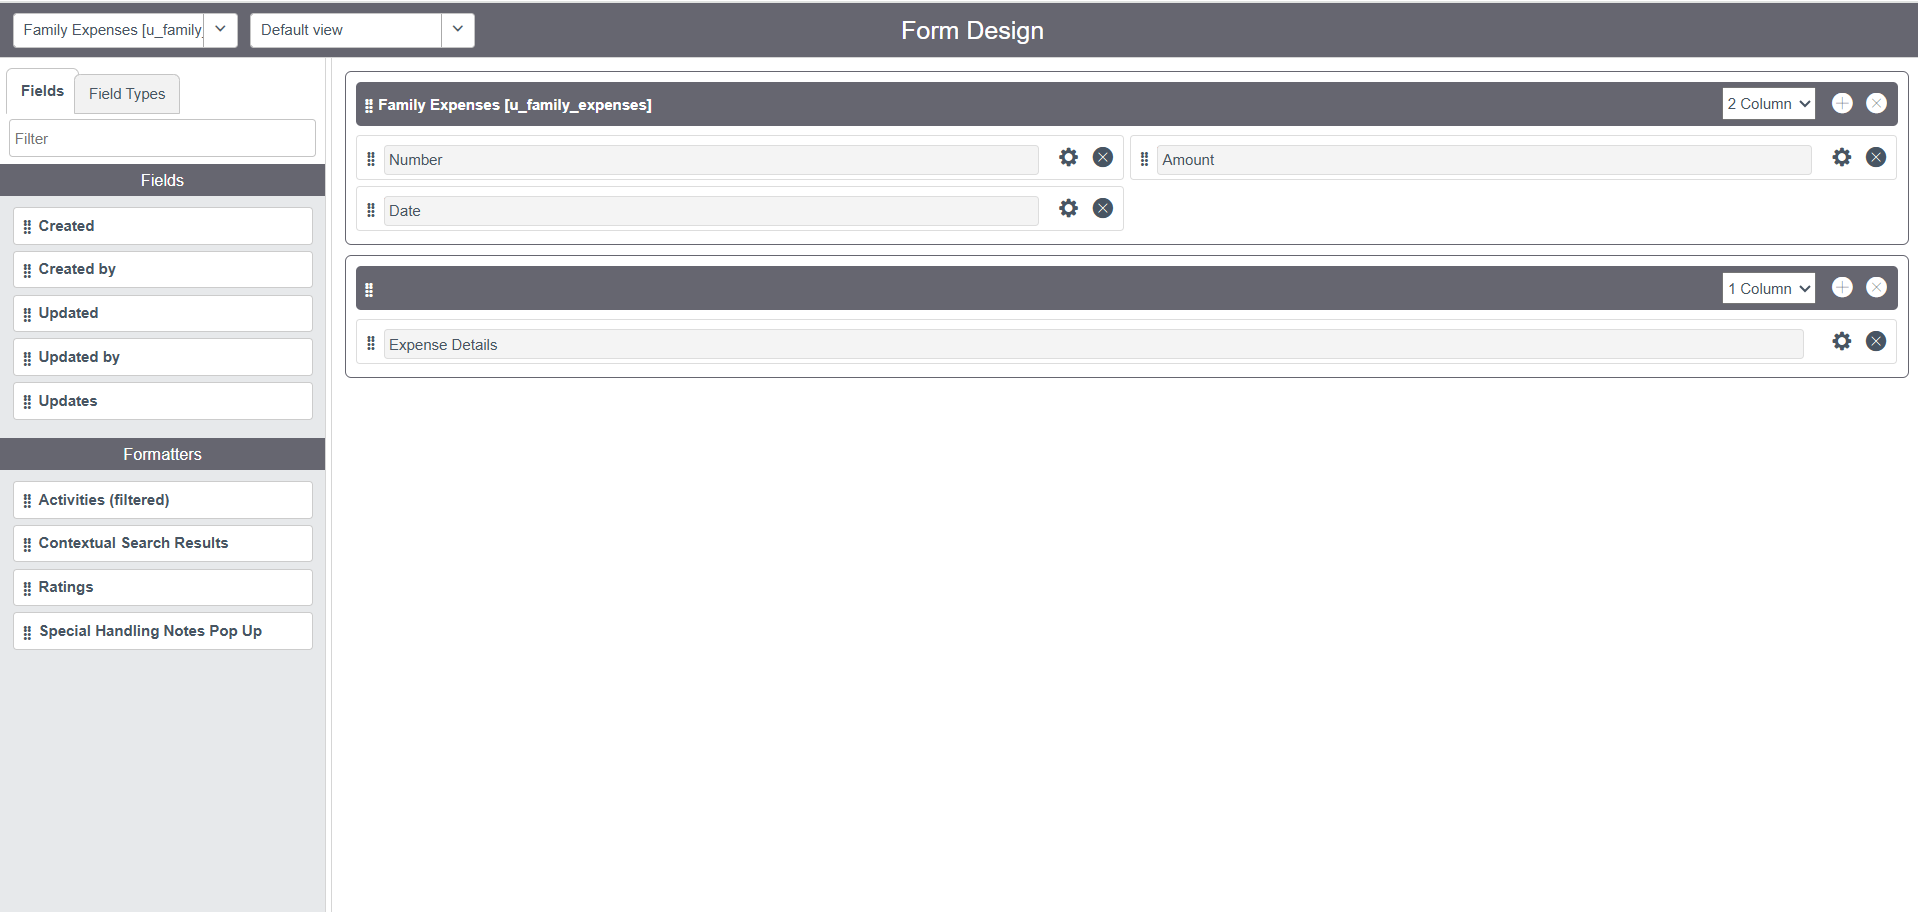 Family Expenses [u_family_
Default view
Form Design
Fields
Field Types
Filter
Fields
Created
Created by
Updated
Updated by
Updates
Formatters
Activities (filtered)
Contextual Search Results
Ratings
Special Handling Notes Pop Up
Family Expenses [u_family_expenses]
2 Column
Number
Amount
Date
1 Column
Expense Details